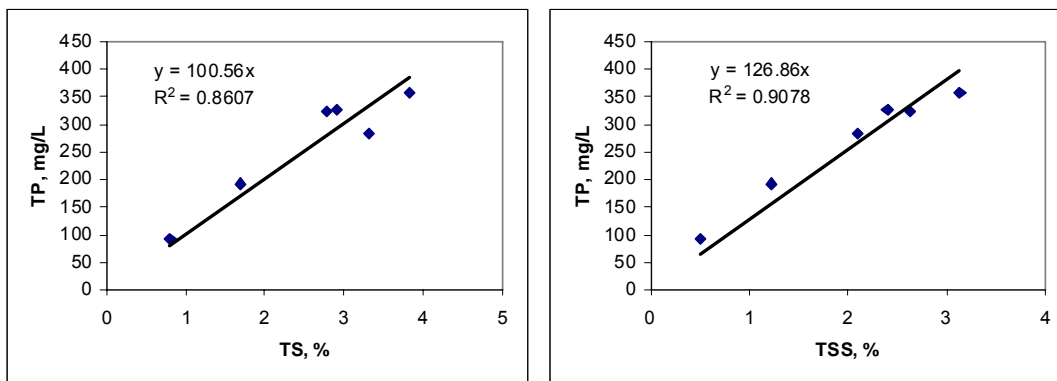 450
400
350
300
250
200
150
100
50
0
TP, mg/L
y = 100.56x
R² = 0.8607
0 1 2 3 4 5
TS, %
450
400
350
300
250
200
150
100
50
0
TP, mg/L
y = 126.86x
R² = 0.9078
0 1 2 3 4
TSS, %